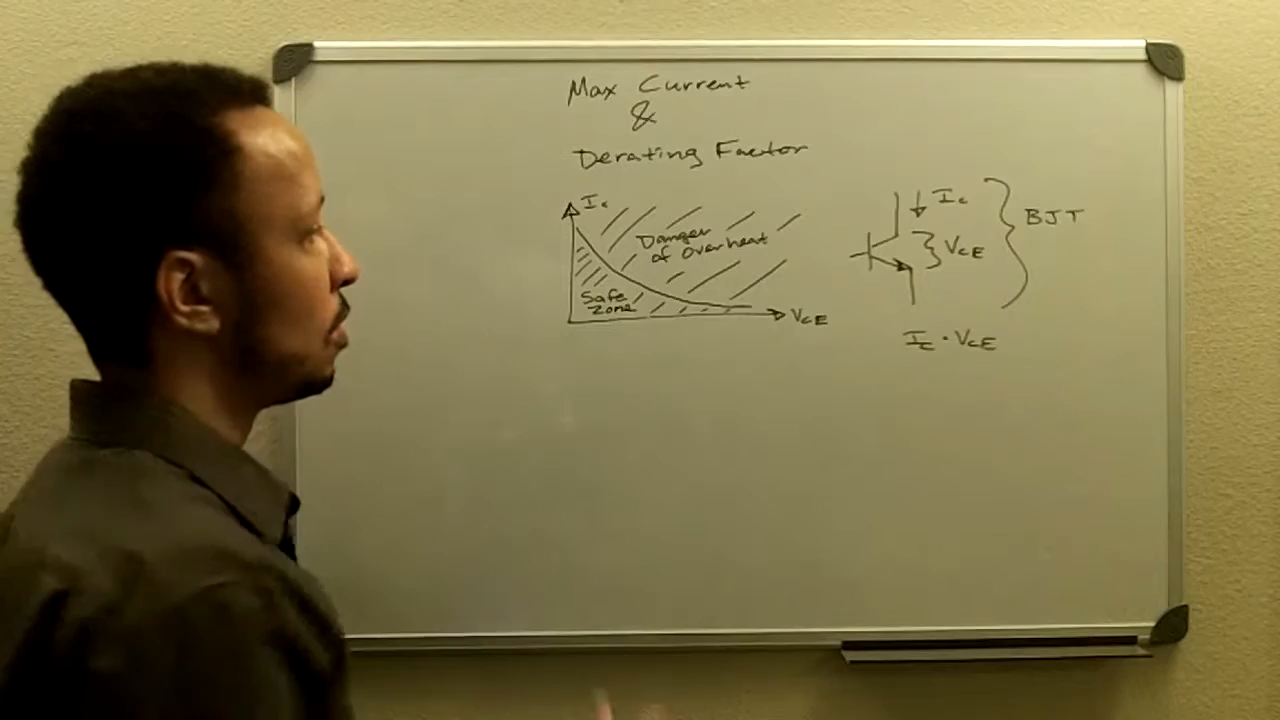 Max Current
&
Derating Factor
Ic
Danger
of Overheat
Safe
Zone
VCE
Ic
VCE
BJT
Ic · VCE